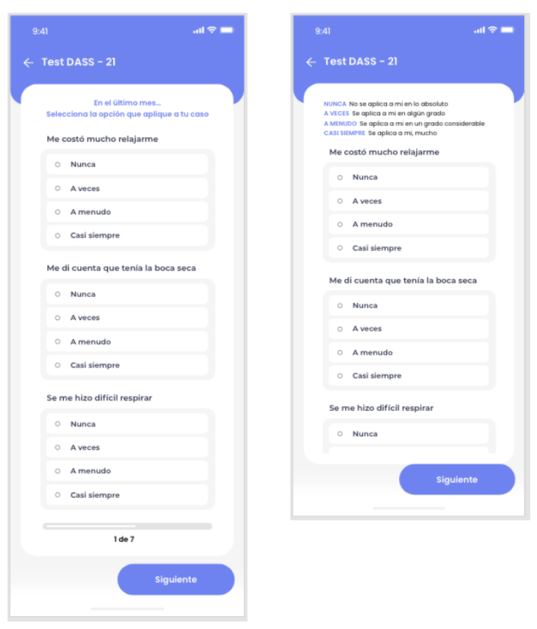 9:41
Test DASS - 21
En el último mes...
Selecciona la opción que aplique a tu caso
Me costó mucho relajarme
Nunca
A veces
A menudo
Casi siempre
Me di cuenta que tenía la boca seca
Nunca
A veces
A menudo
Casi siempre
Se me hizo difícil respirar
Nunca
A veces
A menudo
Casi siempre
1 de 7
Siguiente
9:41
Test DASS - 21
NUNCA No se aplica a mi en lo absoluto
A VECES Se aplica a mi en algún grado
A MENUDO Se aplica a mi en un grado considerable
CASI SIEMPRE Se aplica a mi, mucho
Me costó mucho relajarme
Nunca
A veces
A menudo
Casi siempre
Me di cuenta que tenía la boca seca
Nunca
A veces
A menudo
Casi siempre
Se me hizo difícil respirar
Nunca
Siguiente